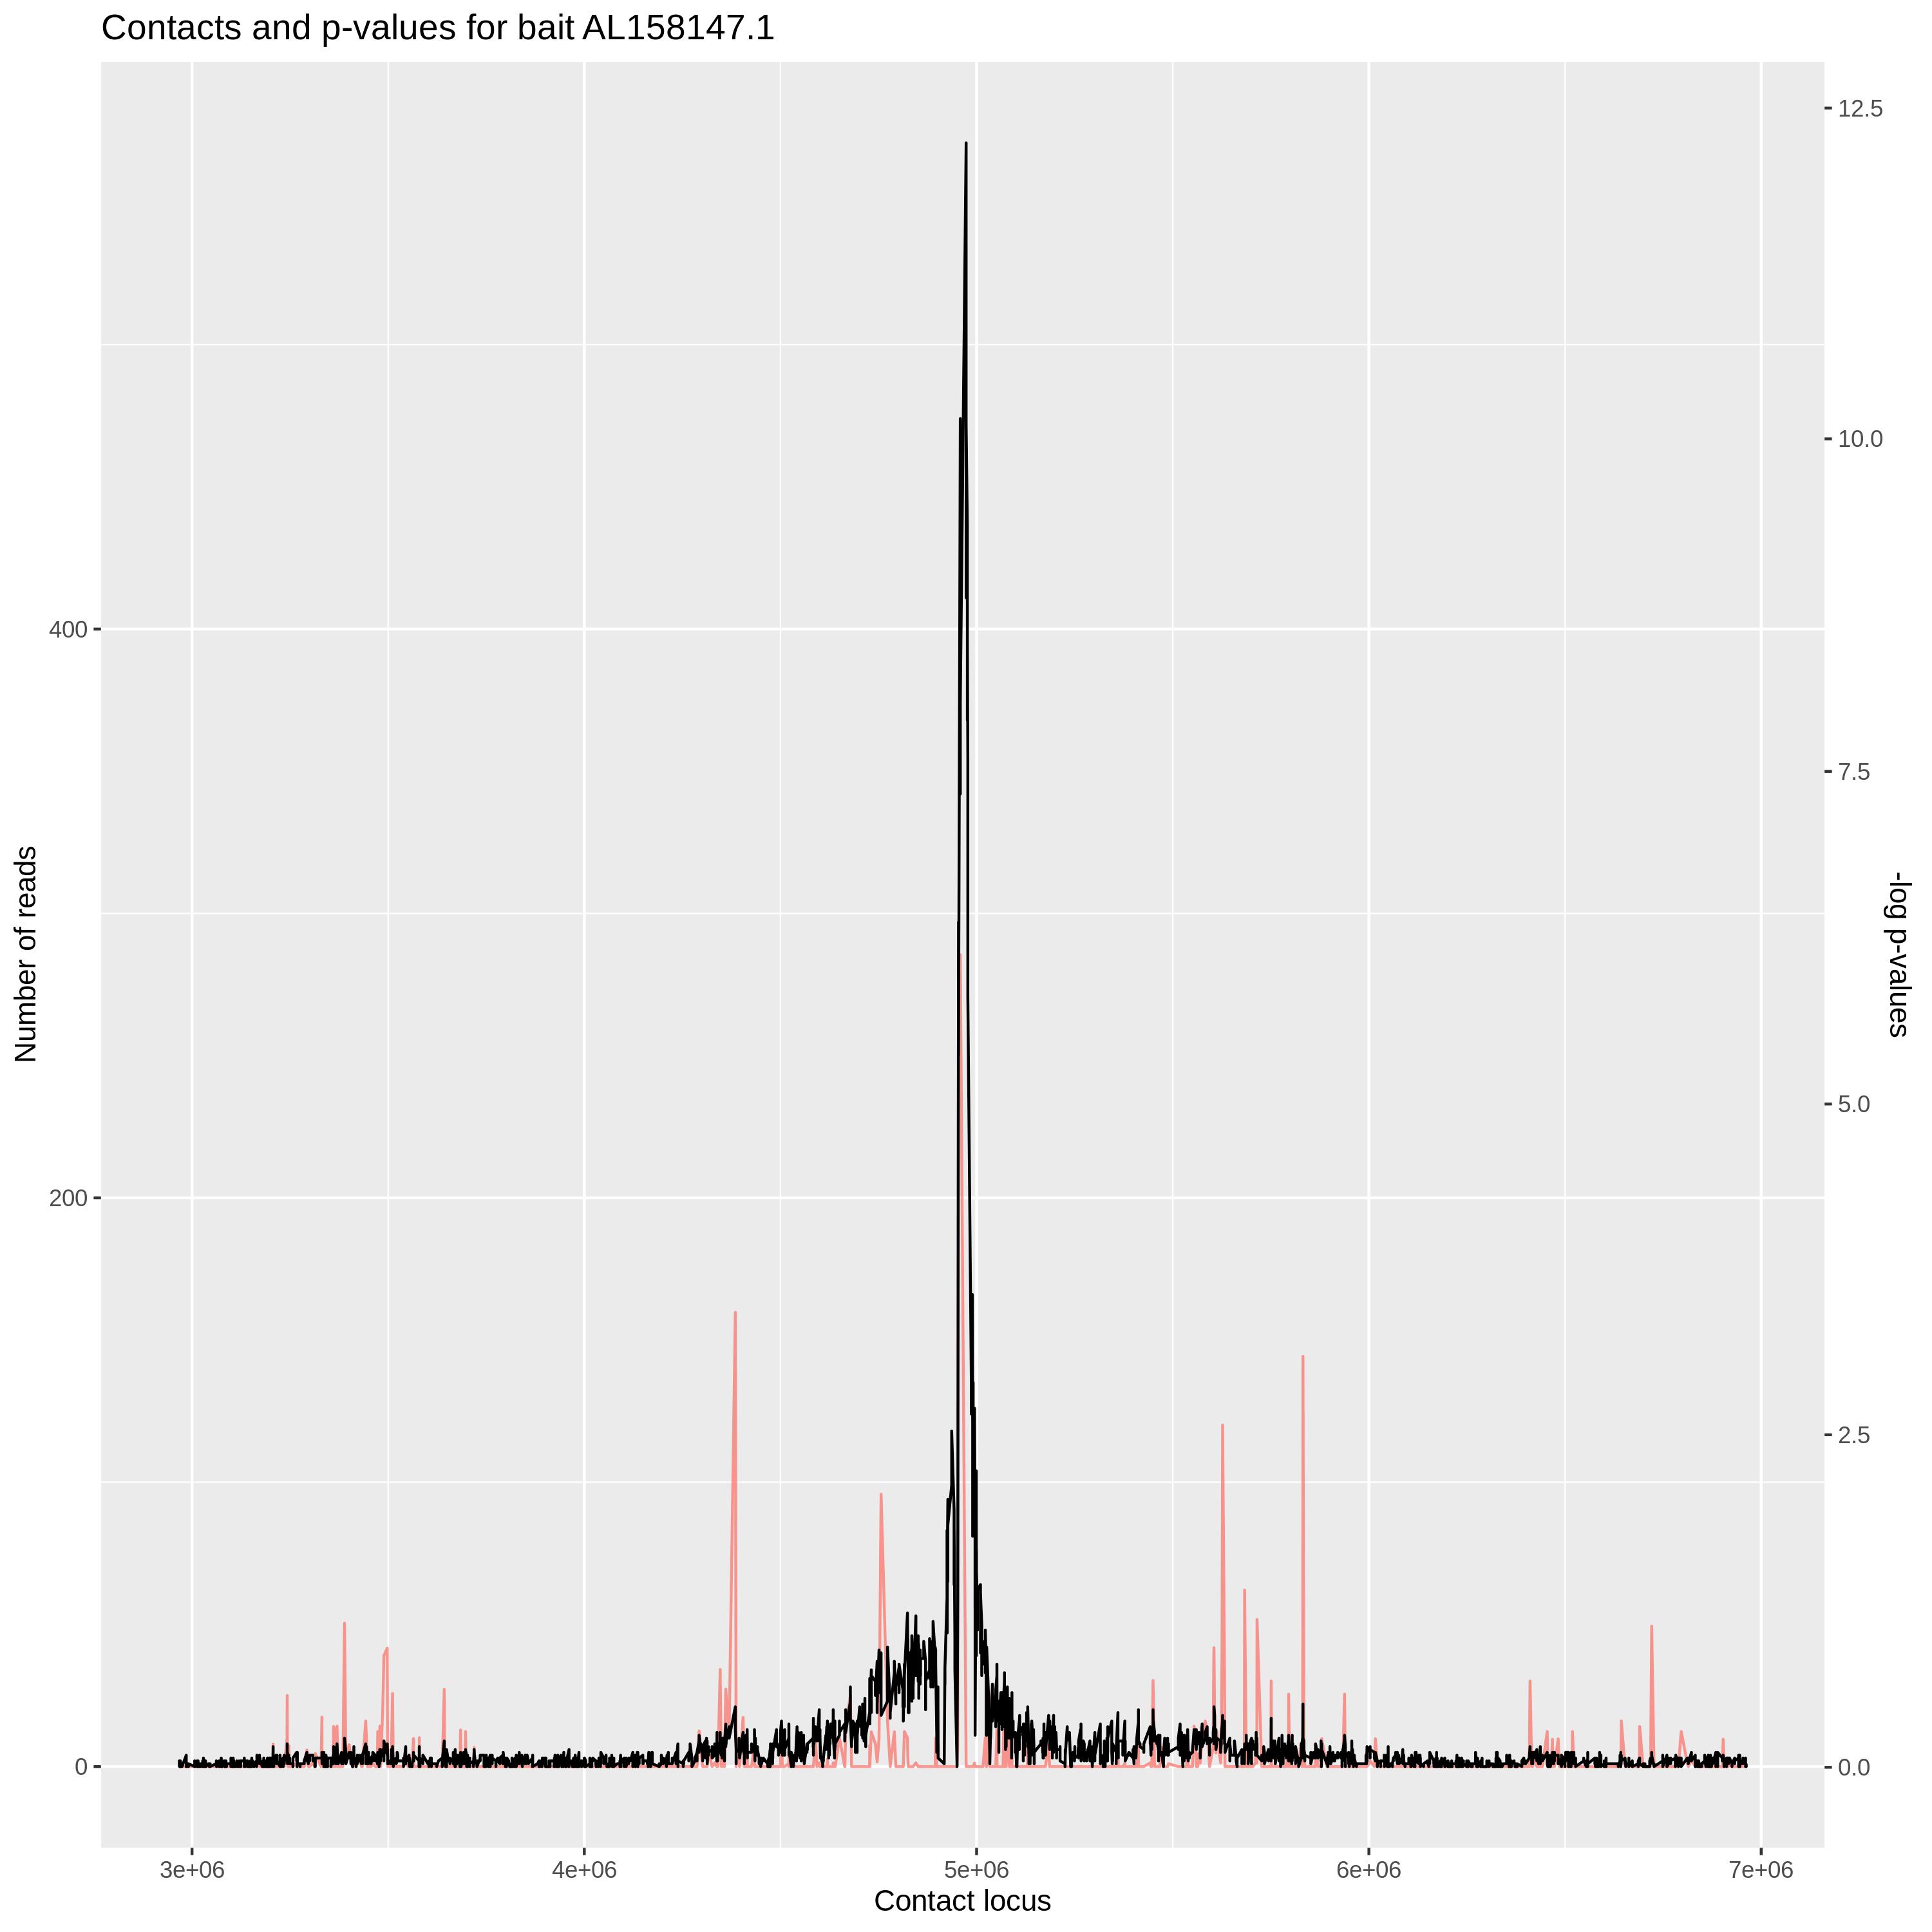 Contacts and p-values for bait AL158147.1
12.5
10.0
400
7.5
Number of reads
-log p-values
5.0
200
2.5
0
0.0
3e+06
4e+06
5e+06
6e+06
7e+06
Contact locus